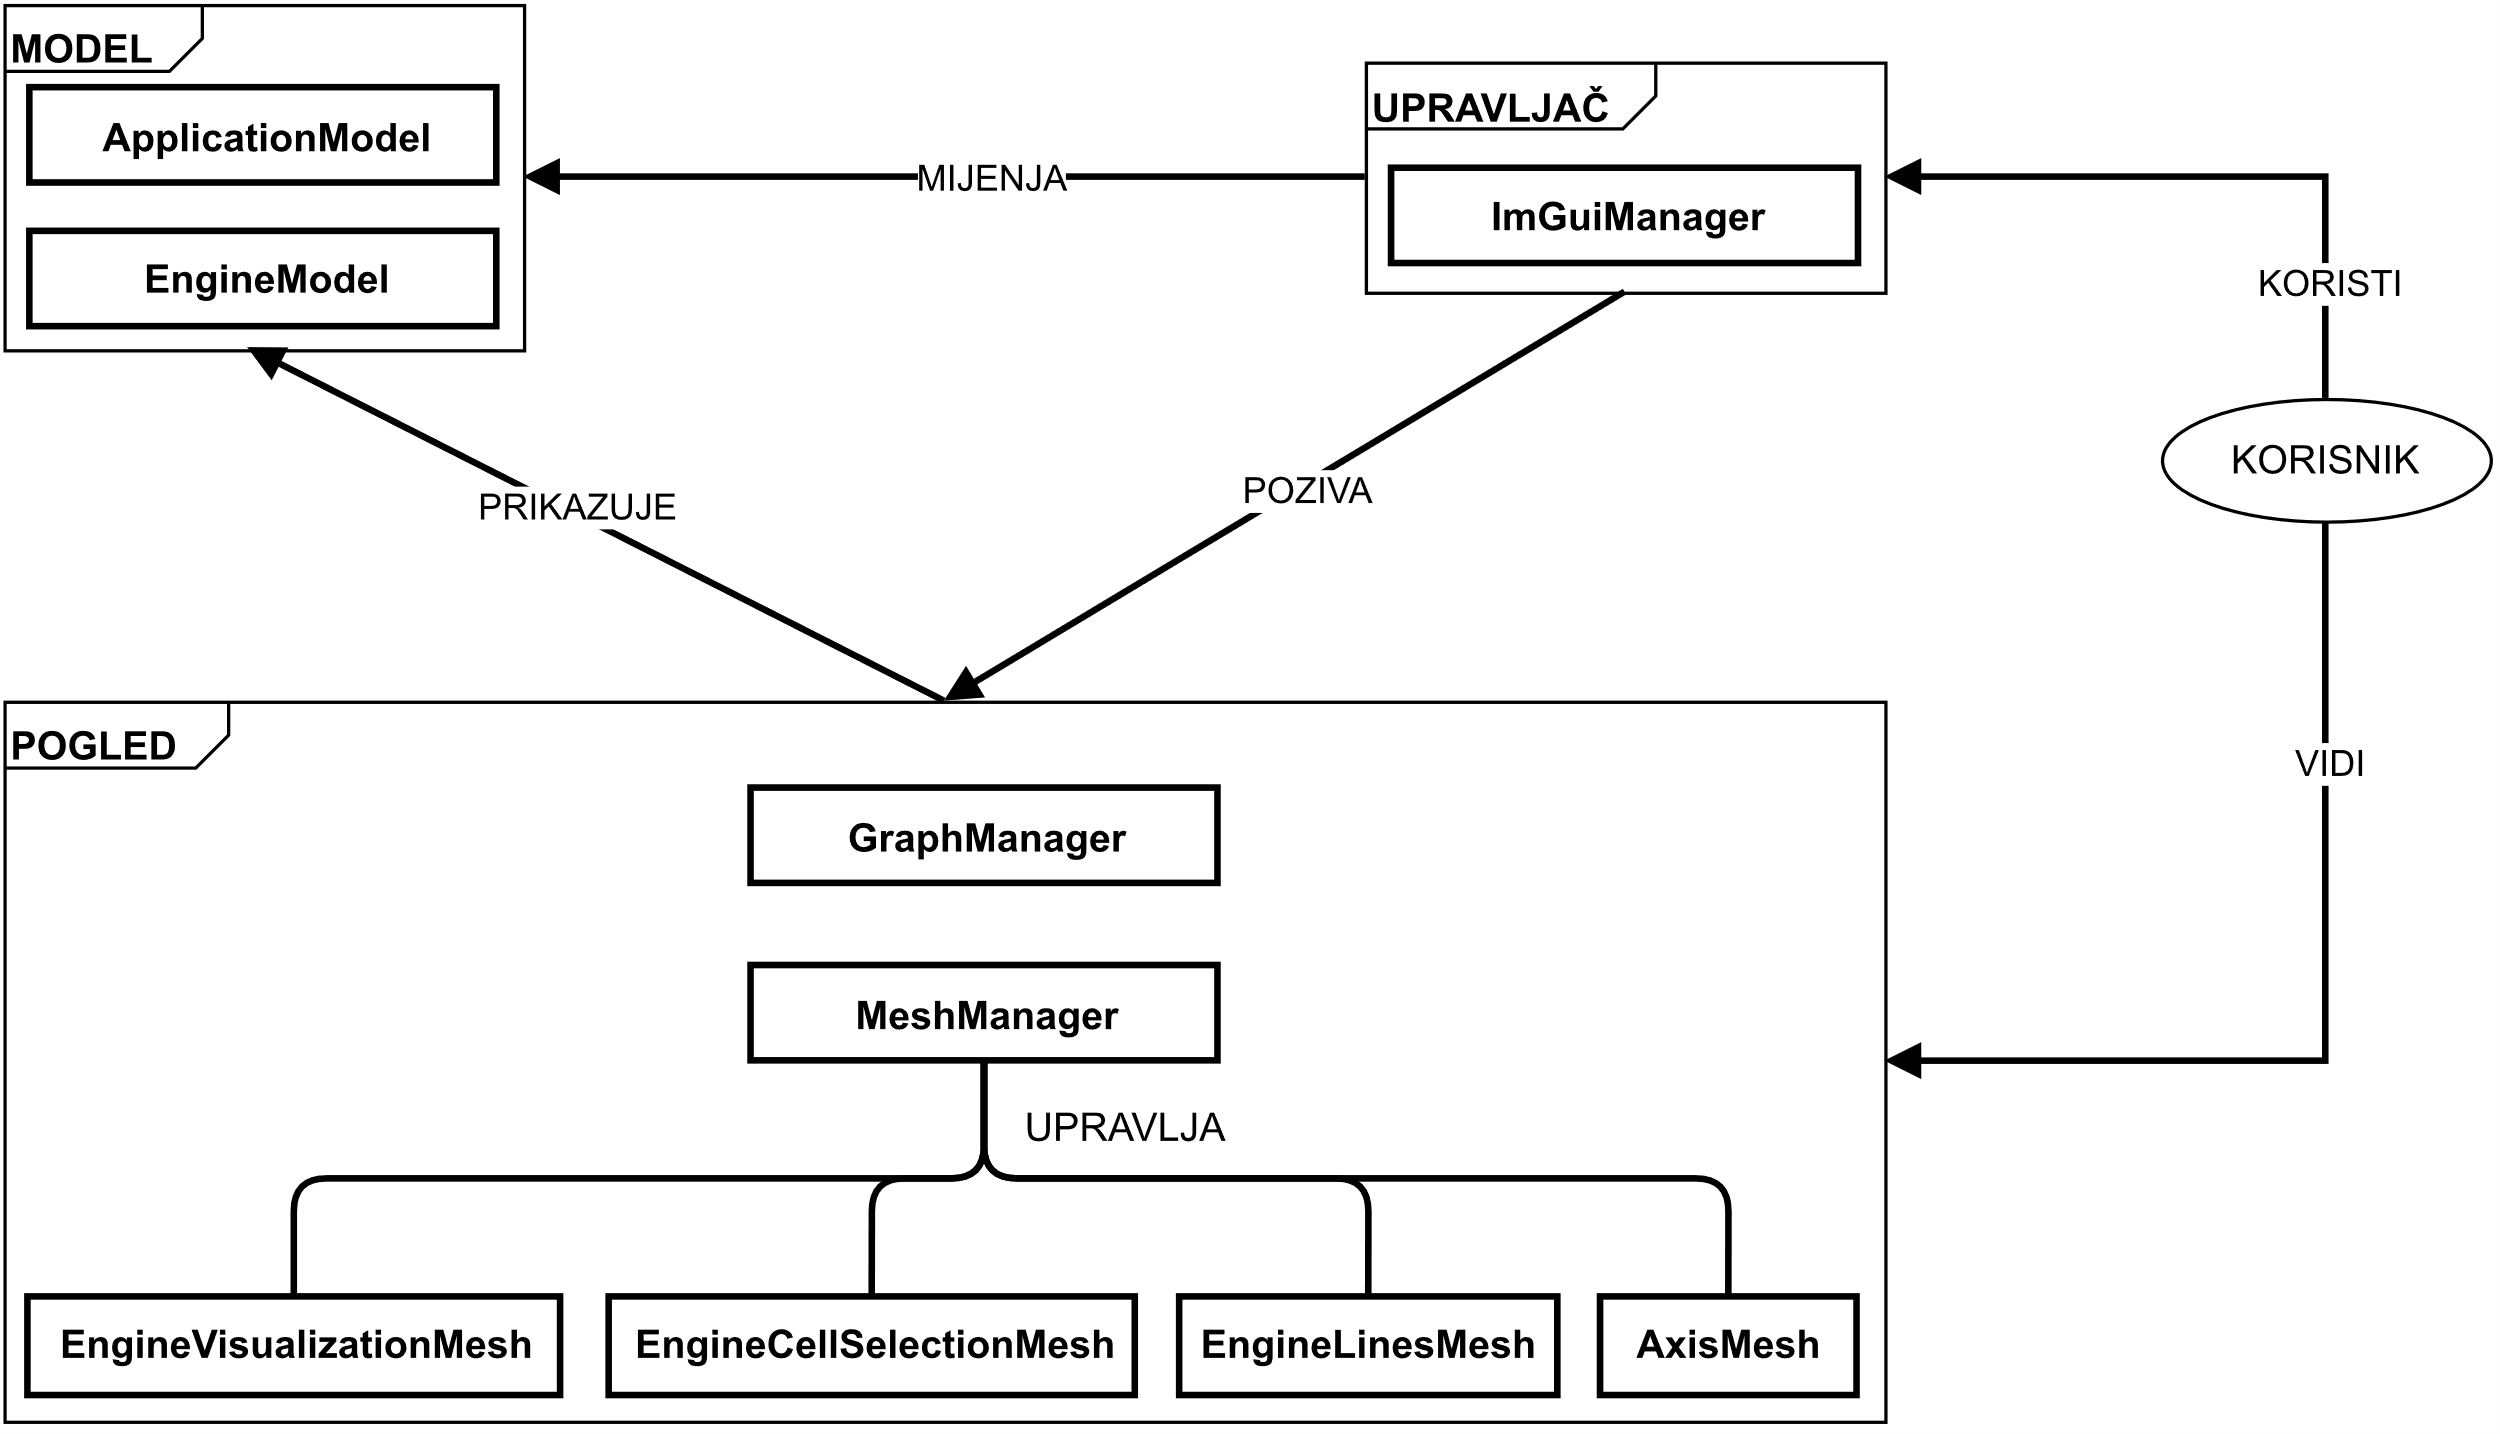 MODEL
ApplicationModel
EngineModel
MIJENJA
UPRAVLJAČ
ImGuiManager
KORISTI
KORISNIK
PRIKAZUJE
POZIVA
VIDI
POGLED
GraphManager
MeshManager
UPRAVLJA
EngineVisualizationMesh
EngineCellSelectionMesh
EngineLinesMesh
AxisMesh